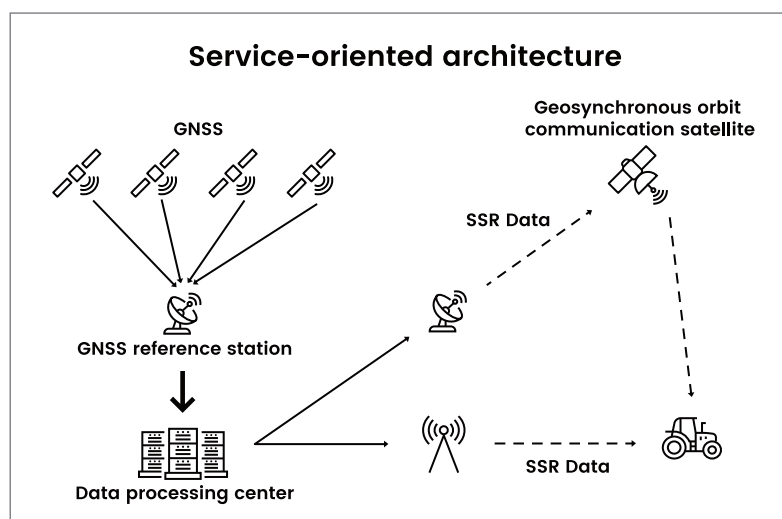 Service-oriented architecture
GNSS
Geosynchronous orbit
communication satellite
SSR Data
GNSS reference station
SSR Data
Data processing center